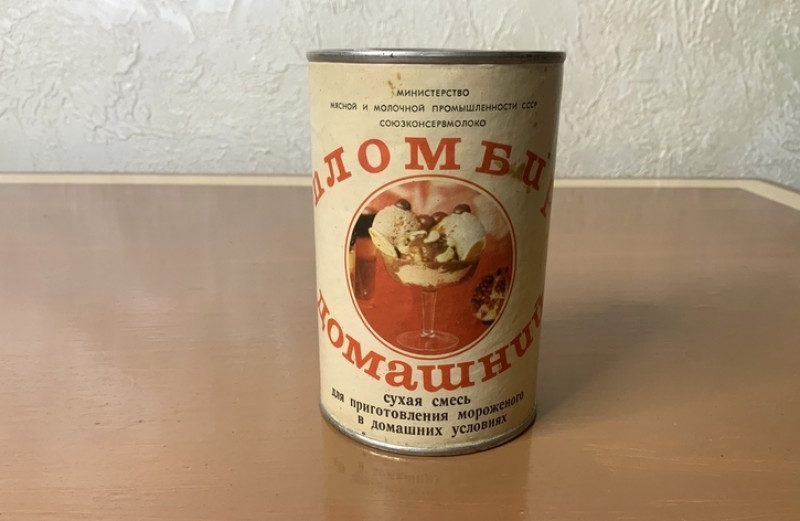 МИНИСТЕРСТВО
МЯСНОЙ И МОЛОЧНОЙ ПРОМЫШЛЕННОСТИ СССР
СОЮЗКОНСЕРВМОЛОКО
ПЛОМБИР
ДОМАШНИЙ
сухая смесь
для приготовления мороженого
в домашних условиях